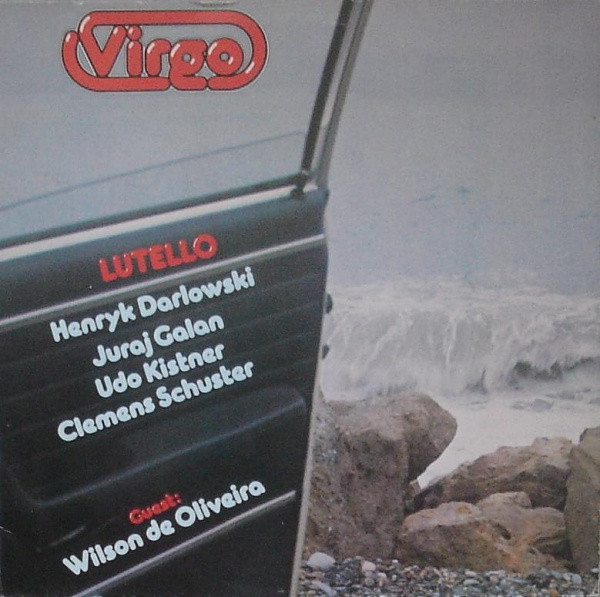 Virgo
LUTELLO
Henryk Darlowski
Juraj Galan
Udo Kistner
Clemens Schuster
Guest:
Wilson de Oliveira